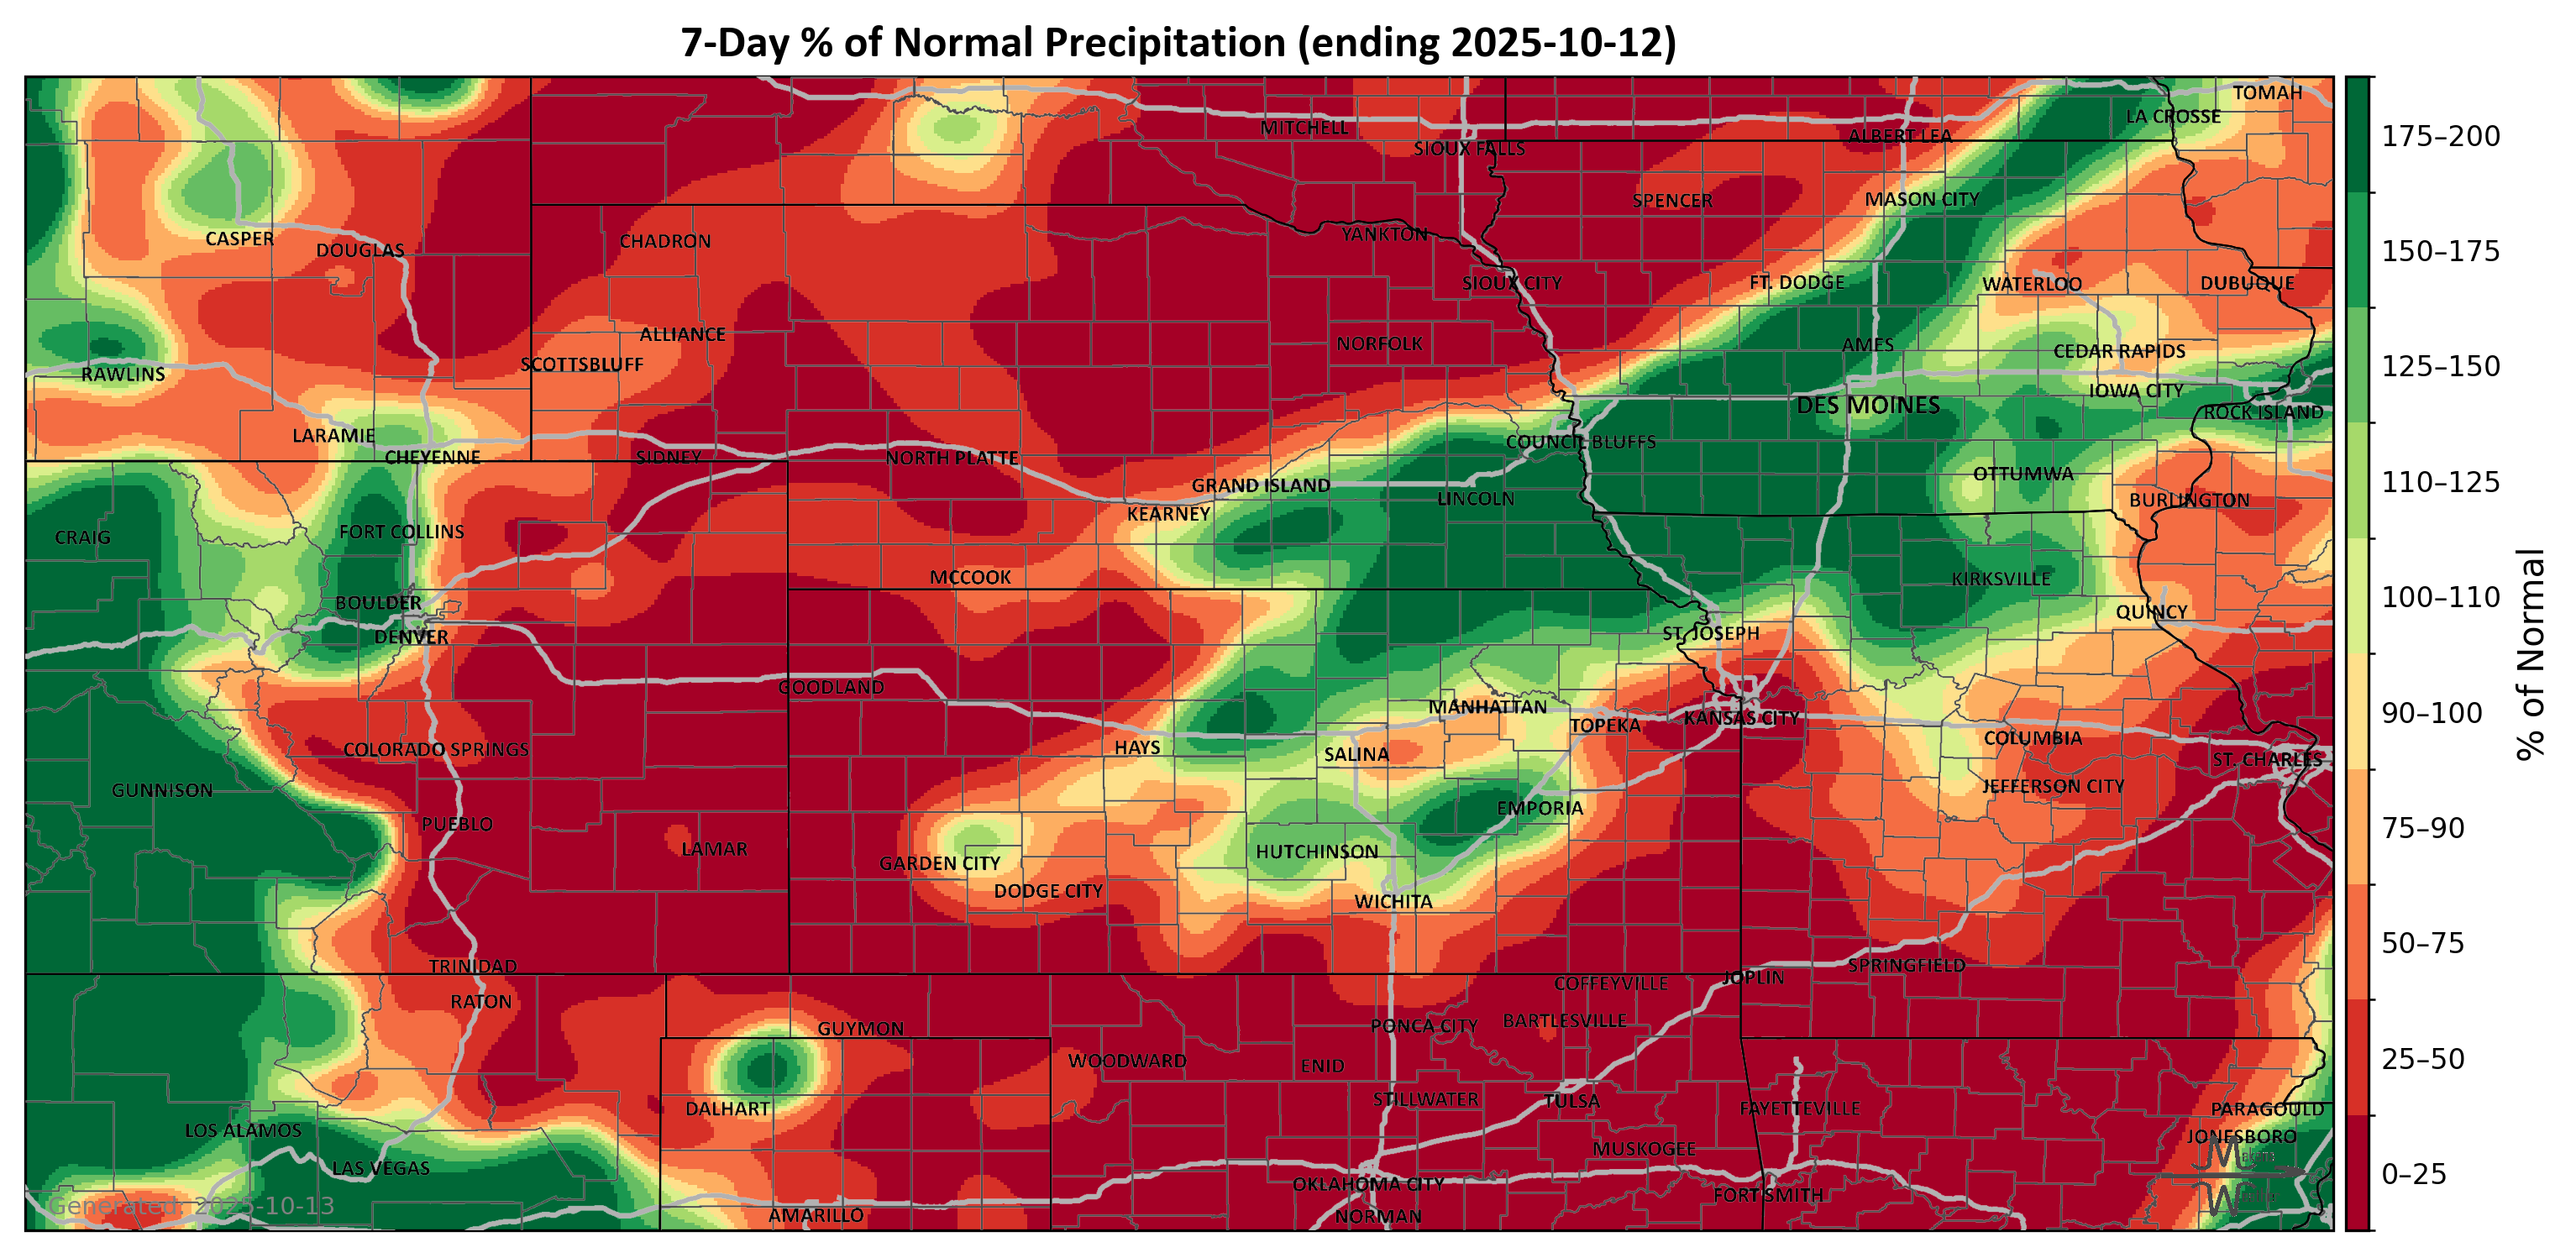 7-Day % of Normal Precipitation (ending 2025-10-12)
TOMAH
LA CROSSE
MITCHELL
ALBERT LEA
SIOUX FALLS
SPENCER
MASON CITY
CASPER
DOUGLAS
CHADRON
YANKTON
SIOUX CITY
FT. DODGE
WATERLOO
DUBUQUE
ALLIANCE
NORFOLK
AMES
CEDAR RAPIDS
SCOTTSBLUFF
RAWLINS
IOWA CITY
DES MOINES
ROCK ISLAND
LARAMIE
COUNCIL BLUFFS
CHEYENNE
SIDNEY
NORTH PLATTE
OTTUMWA
GRAND ISLAND
LINCOLN
BURLINGTON
KEARNEY
FORT COLLINS
CRAIG
MCCOOK
KIRKSVILLE
BOULDER
QUINCY
DENVER
ST. JOSEPH
GOODLAND
MANHATTAN
TOPEKA
KANSAS CITY
COLUMBIA
COLORADO SPRINGS
HAYS
SALINA
ST. CHARLES
GUNNISON
JEFFERSON CITY
EMPORIA
PUEBLO
LAMAR
HUTCHINSON
GARDEN CITY
DODGE CITY
WICHITA
TRINIDAD
SPRINGFIELD
JOPLIN
COFFEYVILLE
RATON
GUYMON
PONCA CITY
BARTLESVILLE
WOODWARD
ENID
STILLWATER
TULSA
DALHART
FAYETTEVILLE
PARAGOULD
LOS ALAMOS
JONESBORO
MUSKOGEE
LAS VEGAS
OKLAHOMA CITY
FORT SMITH
AMARILLO
NORMAN
Generated: 2025-10-13
175–200
150–175
125–150
110–125
100–110
90–100
75–90
50–75
25–50
0–25
% of Normal